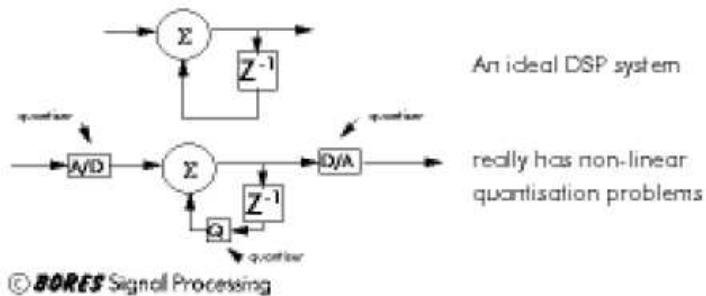 Σ
Z⁻¹
An ideal DSP system
quantiser
quantiser
A/D
Σ
D/A
really has non-linear
quantisation problems
Z⁻¹
Q
quantiser
© BORES Signal Processing